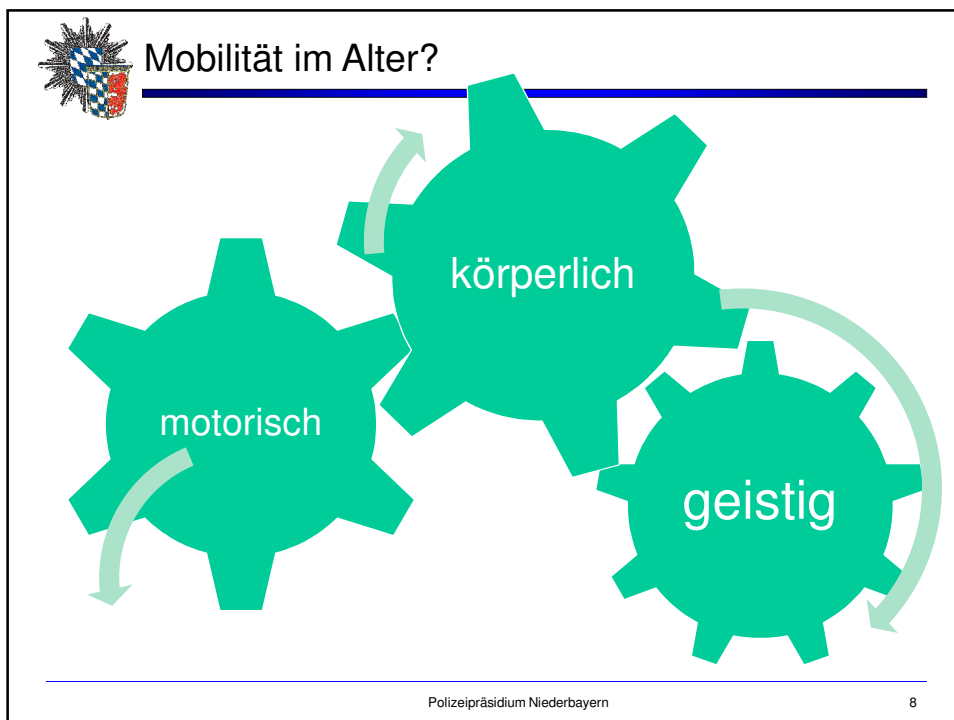 Mobilität im Alter?
körperlich
motorisch
geistig
Polizeipräsidium Niederbayern
8